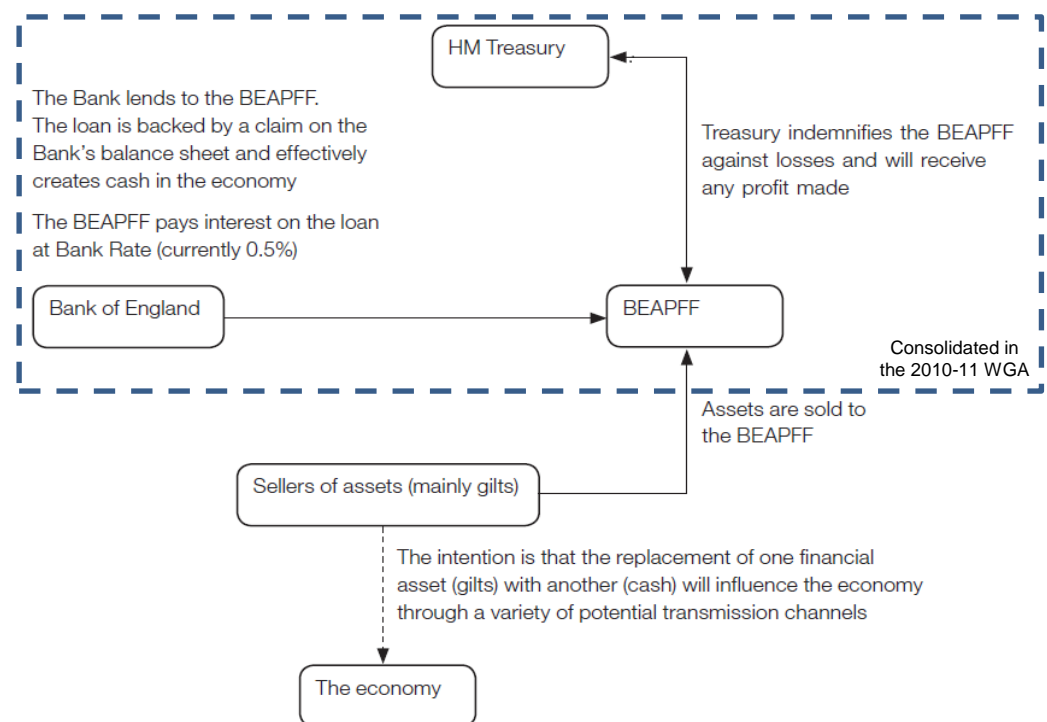 HM Treasury
The Bank lends to the BEAPFF.
The loan is backed by a claim on the
Bank's balance sheet and effectively
creates cash in the economy
The BEAPFF pays interest on the loan
at Bank Rate (currently 0.5%)
Treasury indemnifies the BEAPFF
against losses and will receive
any profit made
Bank of England
BEAPFF
Consolidated in
the 2010-11 WGA
Assets are sold to
the BEAPFF
Sellers of assets (mainly gilts)
The intention is that the replacement of one financial
asset (gilts) with another (cash) will influence the economy
through a variety of potential transmission channels
The economy